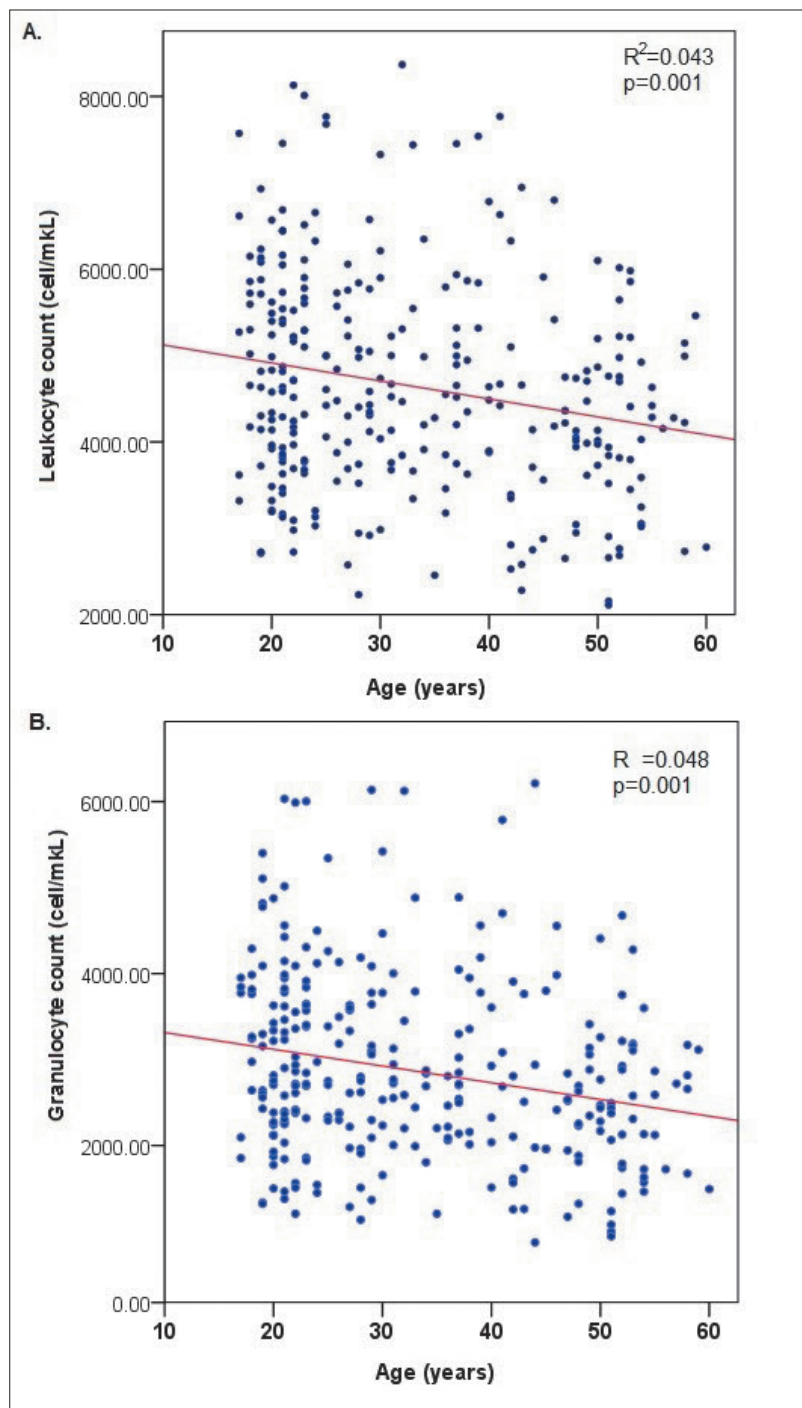 A.
R²=0.043
p=0.001
8000.00
6000.00
4000.00
2000.00
Leukocyte count (cell/mkL)
10 20 30 40 50 60
Age (years)
B.
R =0.048
p=0.001
6000.00
4000.00
2000.00
0.00
Granulocyte count (cell/mkL)
10 20 30 40 50 60
Age (years)